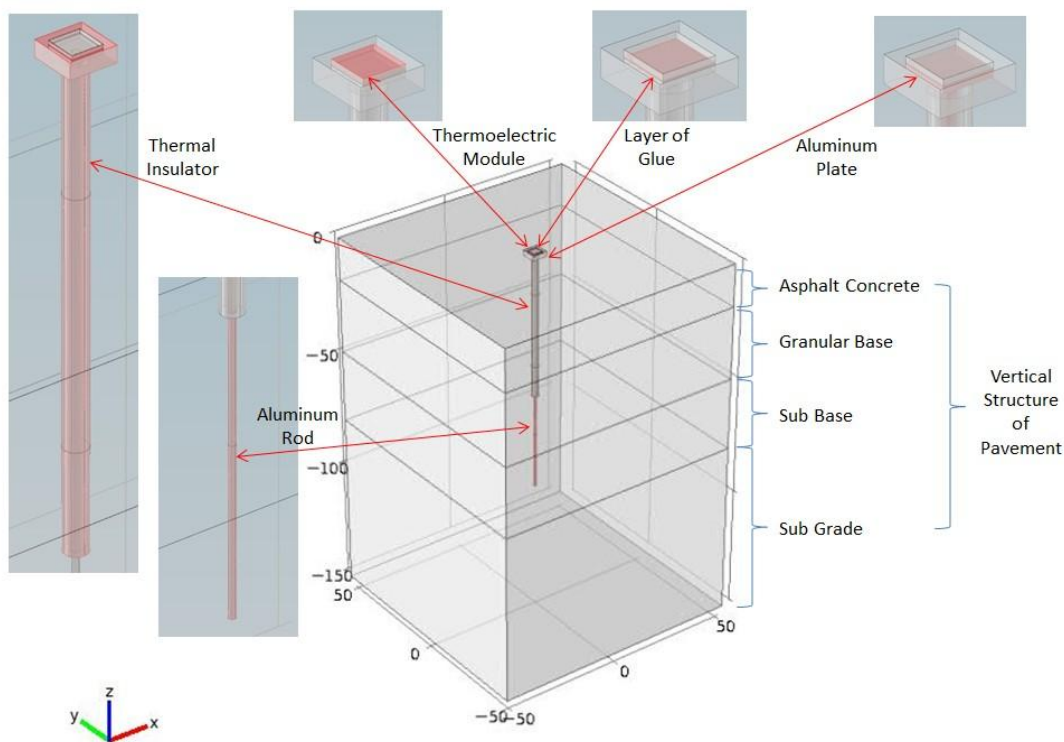 Thermal
Insulator
Thermoelectric
Module
Layer of
Glue
Aluminum
Plate
0
−50
−100
−150
Asphalt Concrete
Granular Base
Sub Base
Sub Grade
Vertical
Structure
of
Pavement
Aluminum
Rod
50
0
−50
−50
0
50
z
y
x